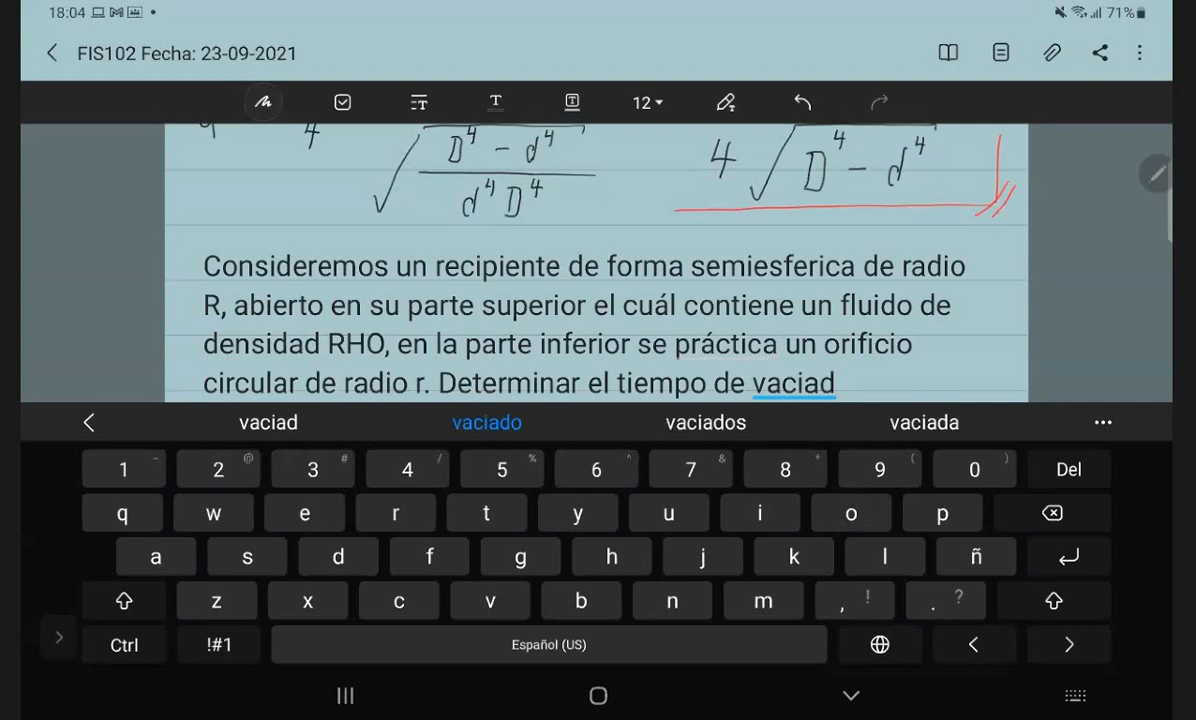 18:04 71%
FIS102 Fecha: 23-09-2021
T T 12
4 D⁴ - d⁴ 4 D⁴ - d⁴
d⁴ D⁴
Consideremos un recipiente de forma semiesferica de radio
R, abierto en su parte superior el cuál contiene un fluido de
densidad RHO, en la parte inferior se práctica un orificio
circular de radio r. Determinar el tiempo de vaciad
vaciad vaciado vaciados vaciada ...
1 - 2 @ 3 # 4 / 5 % 6 ^ 7 & 8 * 9 ( 0 ) Del
q w e r t y u i o p
a s d f g h j k l ñ
z x c v b n m , ! . ?
Ctrl !#1 Español (US) < >